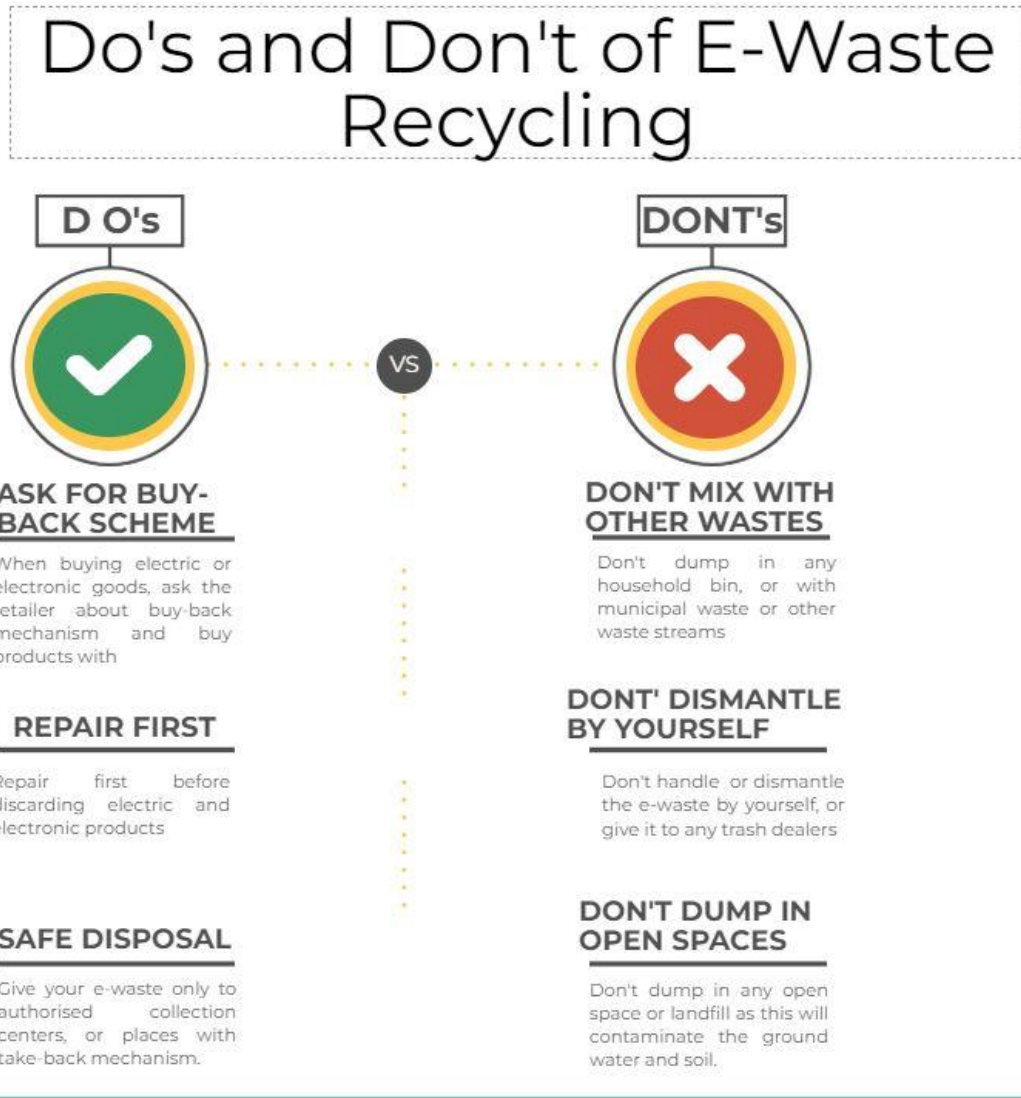 Do's and Don't of E-Waste
Recycling
D O's
DONT's
VS
ASK FOR BUY-
BACK SCHEME
When buying electric or
electronic goods, ask the
retailer about buy-back
mechanism and buy
products with
REPAIR FIRST
Repair first before
discarding electric and
electronic products
SAFE DISPOSAL
Give your e-waste only to
authorised collection
centers, or places with
take-back mechanism.
DON'T MIX WITH
OTHER WASTES
Don't dump in any
household bin, or with
municipal waste or other
waste streams
DONT' DISMANTLE
BY YOURSELF
Don't handle or dismantle
the e-waste by yourself, or
give it to any trash dealers
DON'T DUMP IN
OPEN SPACES
Don't dump in any open
space or landfill as this will
contaminate the ground
water and soil.